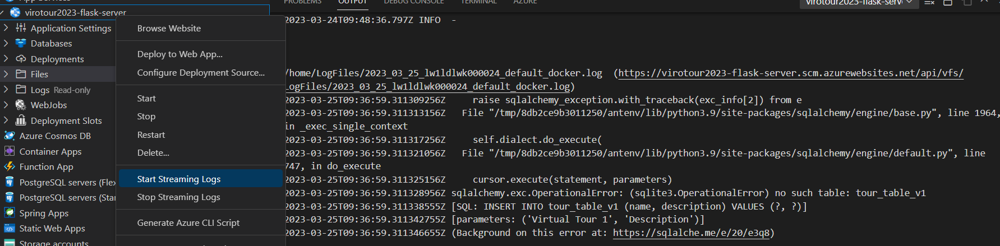 App Services
PROBLEMS OUTPUT DEBUG CONSOLE TERMINAL AZURE
virotour2023-flask-serv
virotour2023-flask-server
Application Settings
Databases
Deployments
Files
Logs Read-only
WebJobs
Deployment Slots
Azure Cosmos DB
Container Apps
Function App
PostgreSQL servers (Flex
PostgreSQL servers (Star
Spring Apps
Static Web Apps
Storage accounts
Browse Website
Deploy to Web App...
Configure Deployment Source...
Start
Stop
Restart
Delete...
Start Streaming Logs
Stop Streaming Logs
Generate Azure CLI Script
2023-03-24T09:48:36.797Z INFO  -
/home/LogFiles/2023_03_25_lw1ldlwk000024_default_docker.log  (https://virotour2023-flask-server.scm.azurewebsites.net/api/vfs/
LogFiles/2023_03_25_lw1ldlwk000024_default_docker.log)
2023-03-25T09:36:59.311309256Z     raise sqlalchemy_exception.with_traceback(exc_info[2]) from e
2023-03-25T09:36:59.311313156Z   File "/tmp/8db2ce9b3011250/antenv/lib/python3.9/site-packages/sqlalchemy/engine/base.py", line 1964,
in _exec_single_context
2023-03-25T09:36:59.311317256Z     self.dialect.do_execute(
2023-03-25T09:36:59.311321056Z   File "/tmp/8db2ce9b3011250/antenv/lib/python3.9/site-packages/sqlalchemy/engine/default.py", line
747, in do_execute
2023-03-25T09:36:59.311325156Z     cursor.execute(statement, parameters)
2023-03-25T09:36:59.311328956Z sqlalchemy.exc.OperationalError: (sqlite3.OperationalError) no such table: tour_table_v1
2023-03-25T09:36:59.311338555Z [SQL: INSERT INTO tour_table_v1 (name, description) VALUES (?, ?)]
2023-03-25T09:36:59.311342755Z [parameters: ('Virtual Tour 1', 'Description')]
2023-03-25T09:36:59.311346655Z (Background on this error at: https://sqlalche.me/e/20/e3q8)